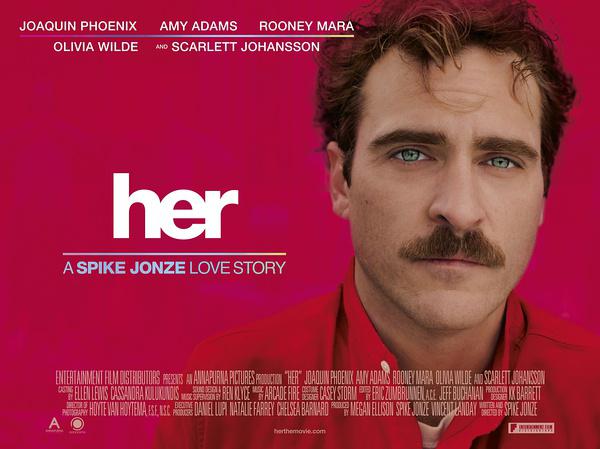 JOAQUIN PHOENIX AMY ADAMS ROONEY MARA
OLIVIA WILDE AND SCARLETT JOHANSSON
her
A SPIKE JONZE LOVE STORY
ENTERTAINMENT FILM DISTRIBUTORS PRESENTS AN ANNAPURNA PICTURES PRODUCTION "HER" JOAQUIN PHOENIX AMY ADAMS ROONEY MARA OLIVIA WILDE AND SCARLETT JOHANSSON
CASTING BY ELLEN LEWIS CASSANDRA KULUKUNDIS SOUND DESIGN & MUSIC SUPERVISION BY REN KLYCE MUSIC BY ARCADE FIRE COSTUME DESIGNER CASEY STORM EDITED BY ERIC ZUMBRUNNEN, A.C.E. JEFF BUCHANAN PRODUCTION DESIGNER KK BARRETT
DIRECTOR OF PHOTOGRAPHY HOYTE VAN HOYTEMA, F.S.F., N.S.C. EXECUTIVE PRODUCERS DANIEL LUPI NATALIE FARREY CHELSEA BARNARD PRODUCED BY MEGAN ELLISON SPIKE JONZE VINCENT LANDAY WRITTEN AND DIRECTED BY SPIKE JONZE
herthemovie.com
ENTERTAINMENT FILM